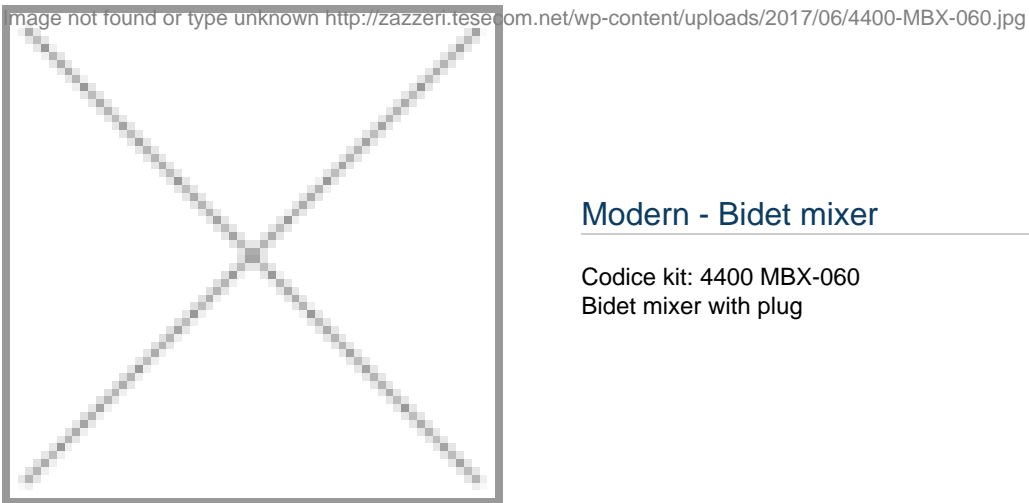 Image not found or type unknown http://zazzeri.tesecom.net/wp-content/uploads/2017/06/4400-MBX-060.jpg
Modern - Bidet mixer
Codice kit: 4400 MBX-060
Bidet mixer with plug